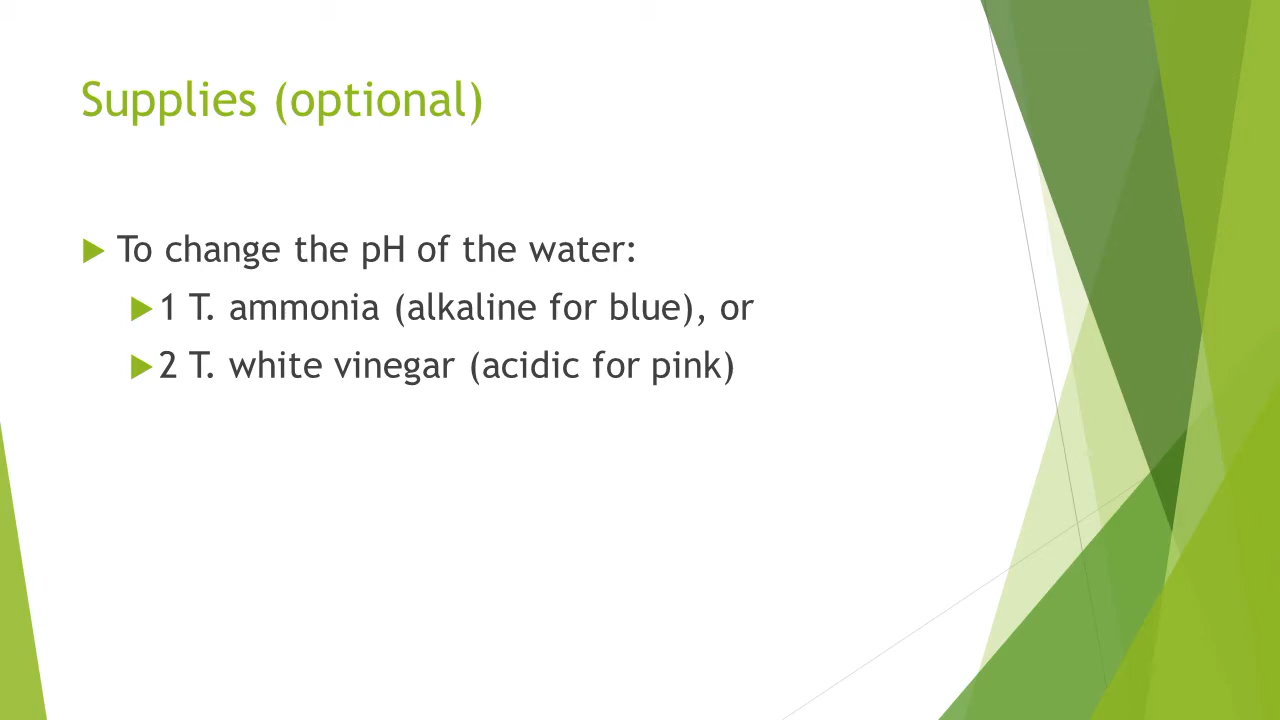 Supplies (optional)
To change the pH of the water:
1 T. ammonia (alkaline for blue), or
2 T. white vinegar (acidic for pink)